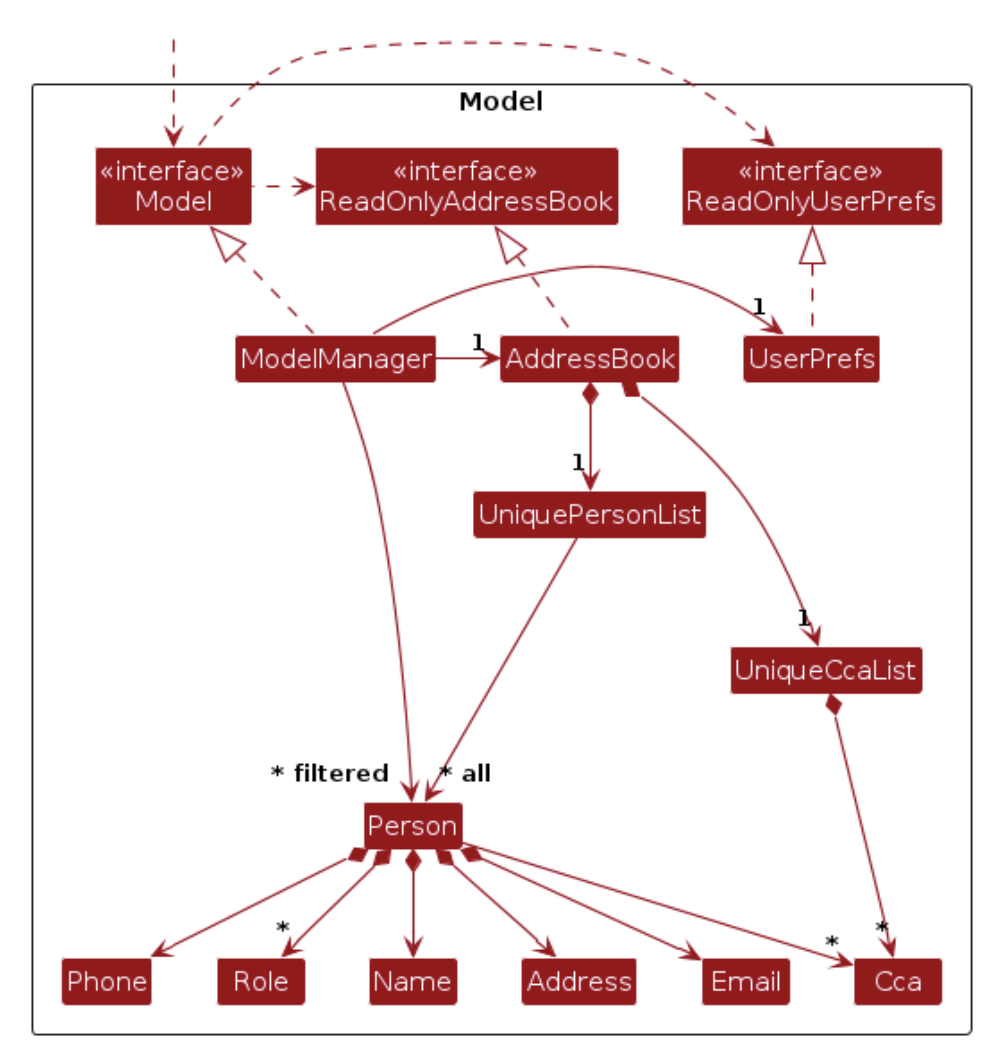 Model
«interface»
Model
«interface»
ReadOnlyAddressBook
«interface»
ReadOnlyUserPrefs
1
1
ModelManager
AddressBook
UserPrefs
1
UniquePersonList
1
UniqueCcaList
* filtered
* all
Person
*
*
*
Phone
Role
Name
Address
Email
Cca